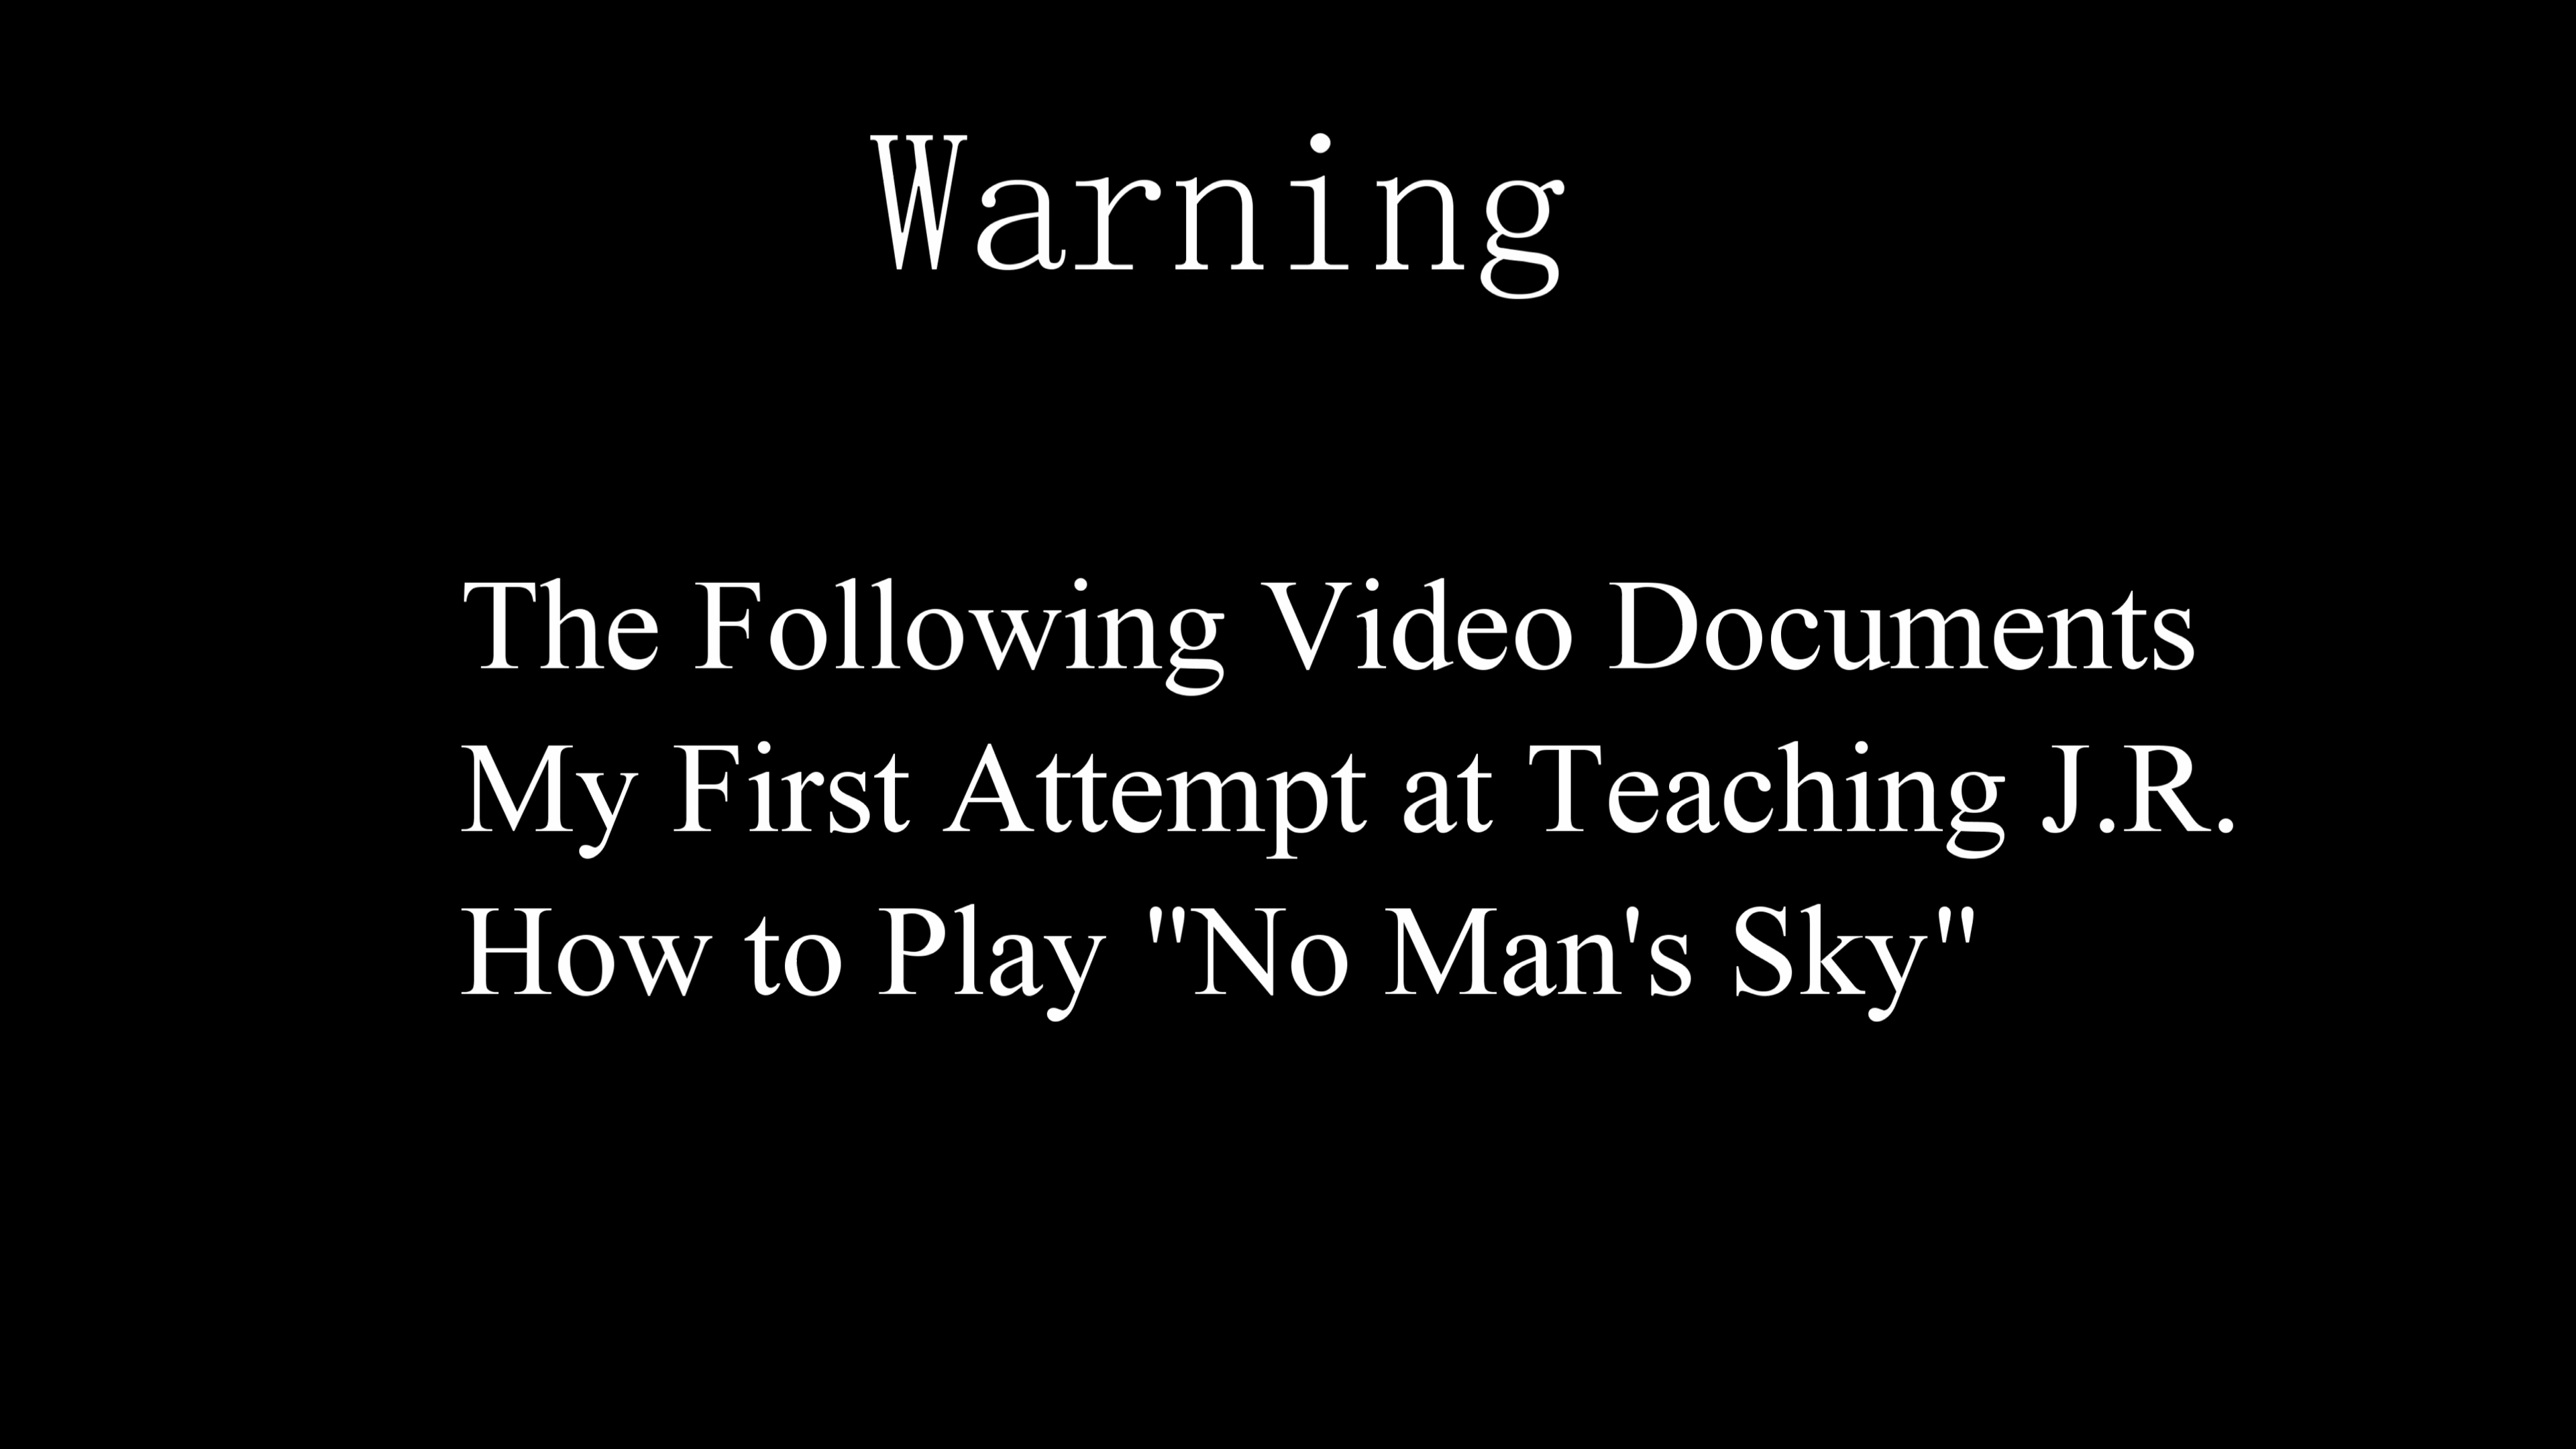 Warning
The Following Video Documents
My First Attempt at Teaching J.R.
How to Play "No Man's Sky"